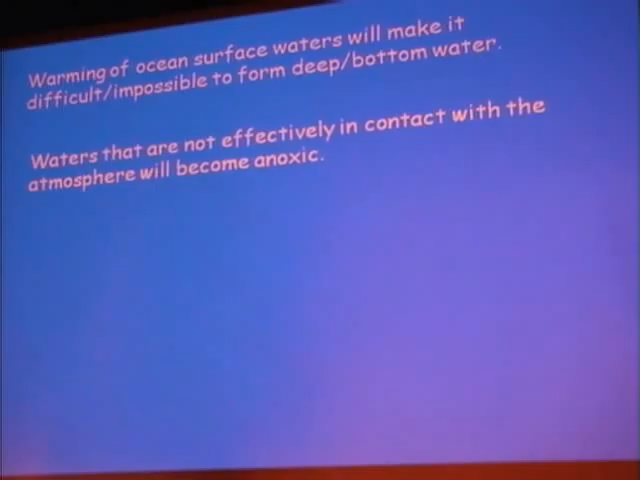 Warming of ocean surface waters will make it
difficult/impossible to form deep/bottom water.
Waters that are not effectively in contact with the
atmosphere will become anoxic.